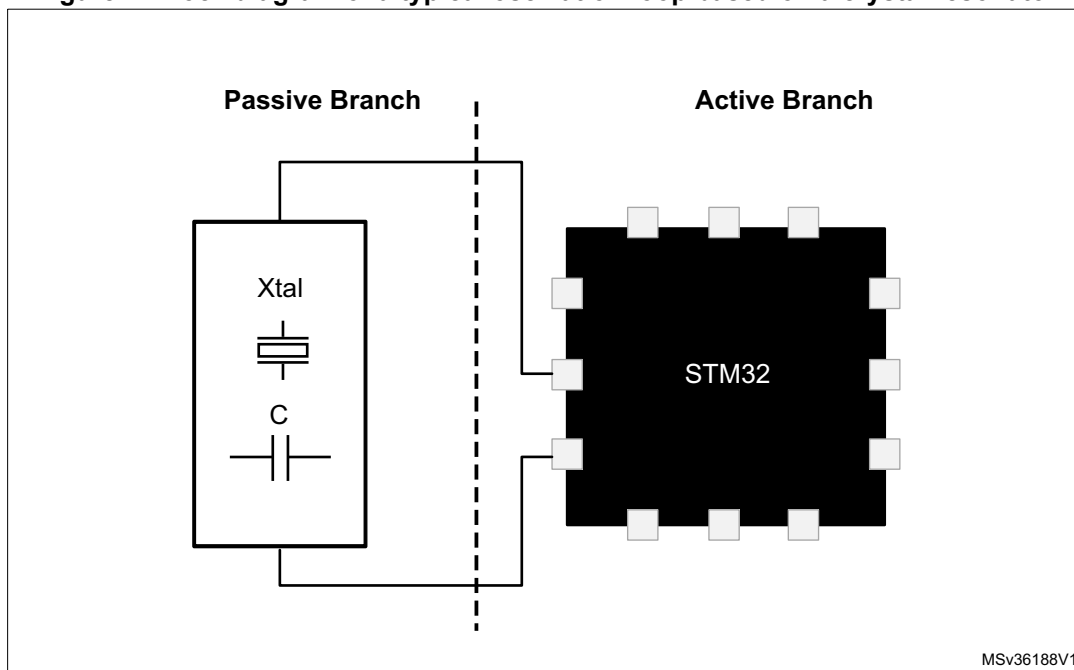 Passive Branch
Active Branch
Xtal
C
STM32
MSv36188V1